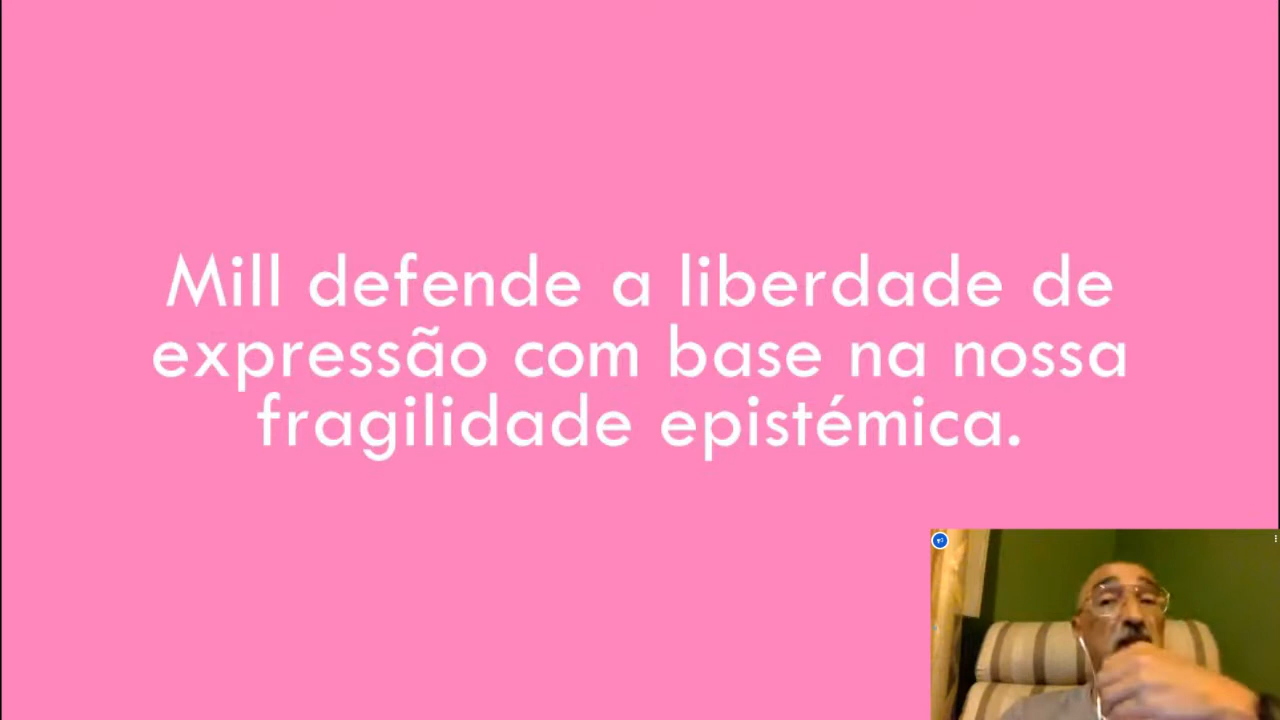 Mill defende a liberdade de
expressão com base na nossa
fragilidade epistémica.